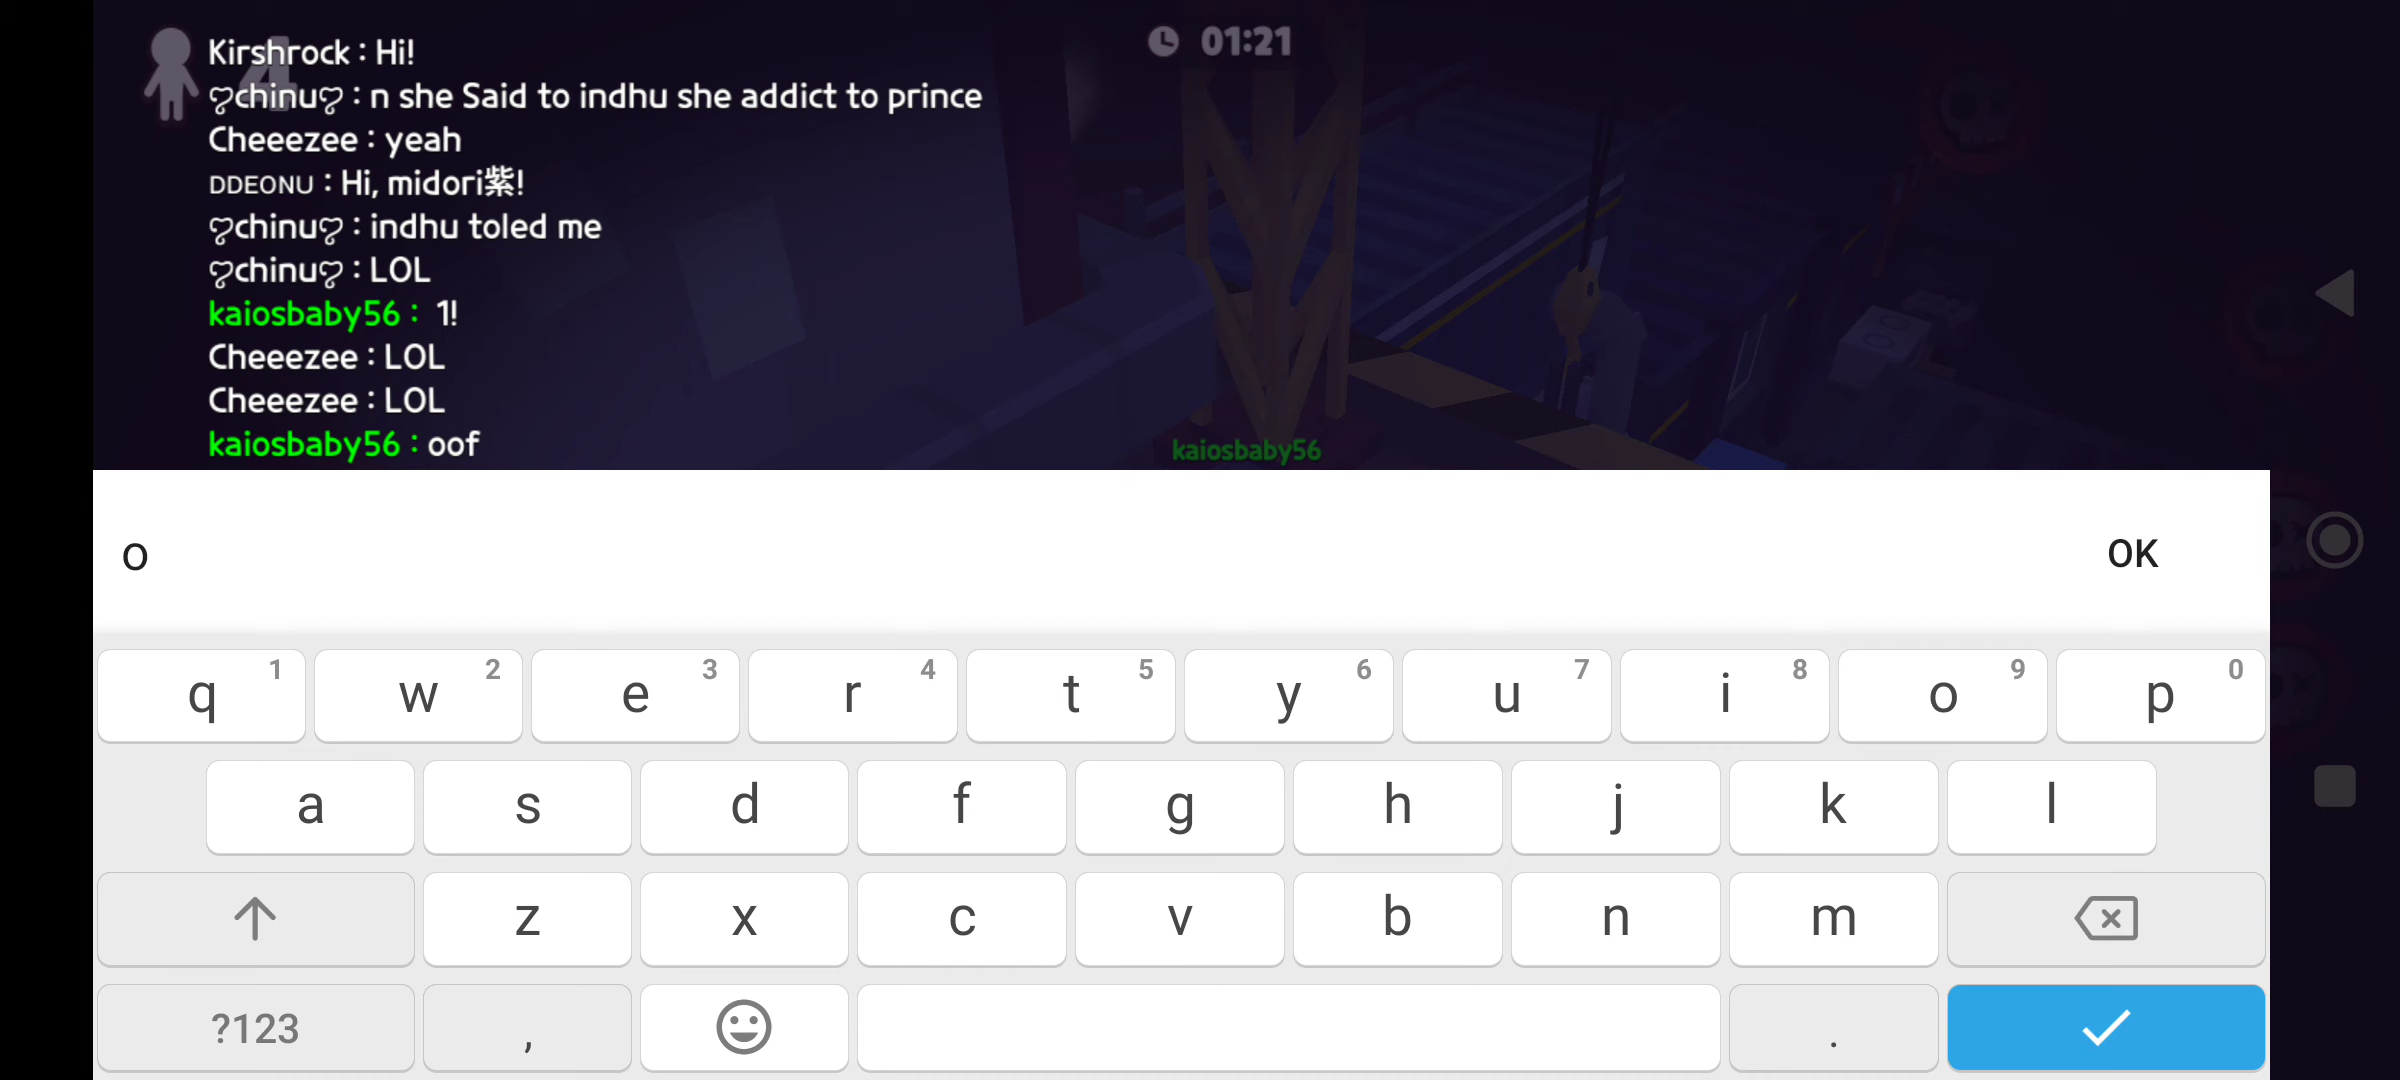 4
01:21
Kirshrock : Hi!
ღchinuღ : n she Said to indhu she addict to prince
Cheeezee : yeah
DDEONU : Hi, midori紫!
ღchinuღ : indhu toled me
ღchinuღ : LOL
kaiosbaby56 : 1!
Cheeezee : LOL
Cheeezee : LOL
kaiosbaby56 : oof
kaiosbaby56
o
OK
q 1 w 2 e 3 r 4 t 5 y 6 u 7 i 8 o 9 p 0
a s d f g h j k l
z x c v b n m
?123 , .